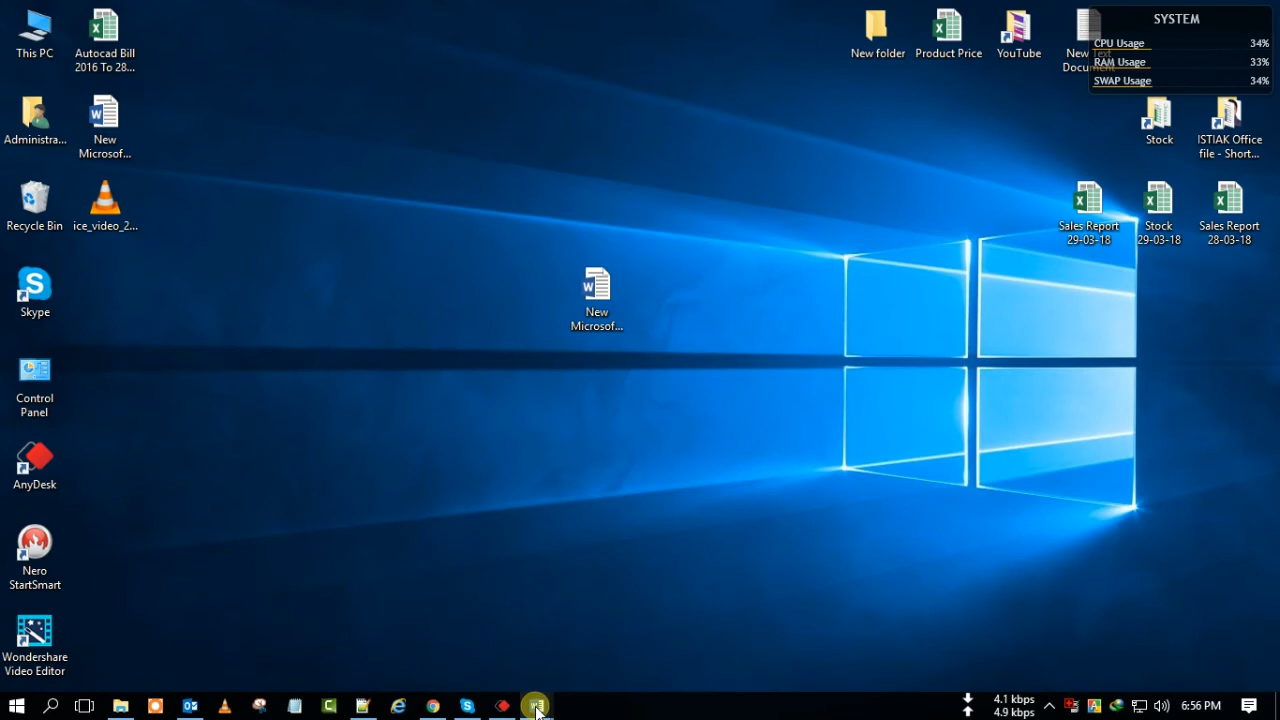 This PC
Autocad Bill
2016 To 28...
New folder
Product Price
YouTube
New Text
Docum
SYSTEM
CPU Usage 34%
RAM Usage 33%
SWAP Usage 34%
Administra...
New
Microsof...
Stock
ISTIAK Office
file - Short...
Recycle Bin
ice_video_2...
Sales Report
29-03-18
Stock
29-03-18
Sales Report
28-03-18
Skype
New
Microsof...
Control
Panel
AnyDesk
Nero
StartSmart
Wondershare
Video Editor
4.1 kbps
4.9 kbps
6:56 PM